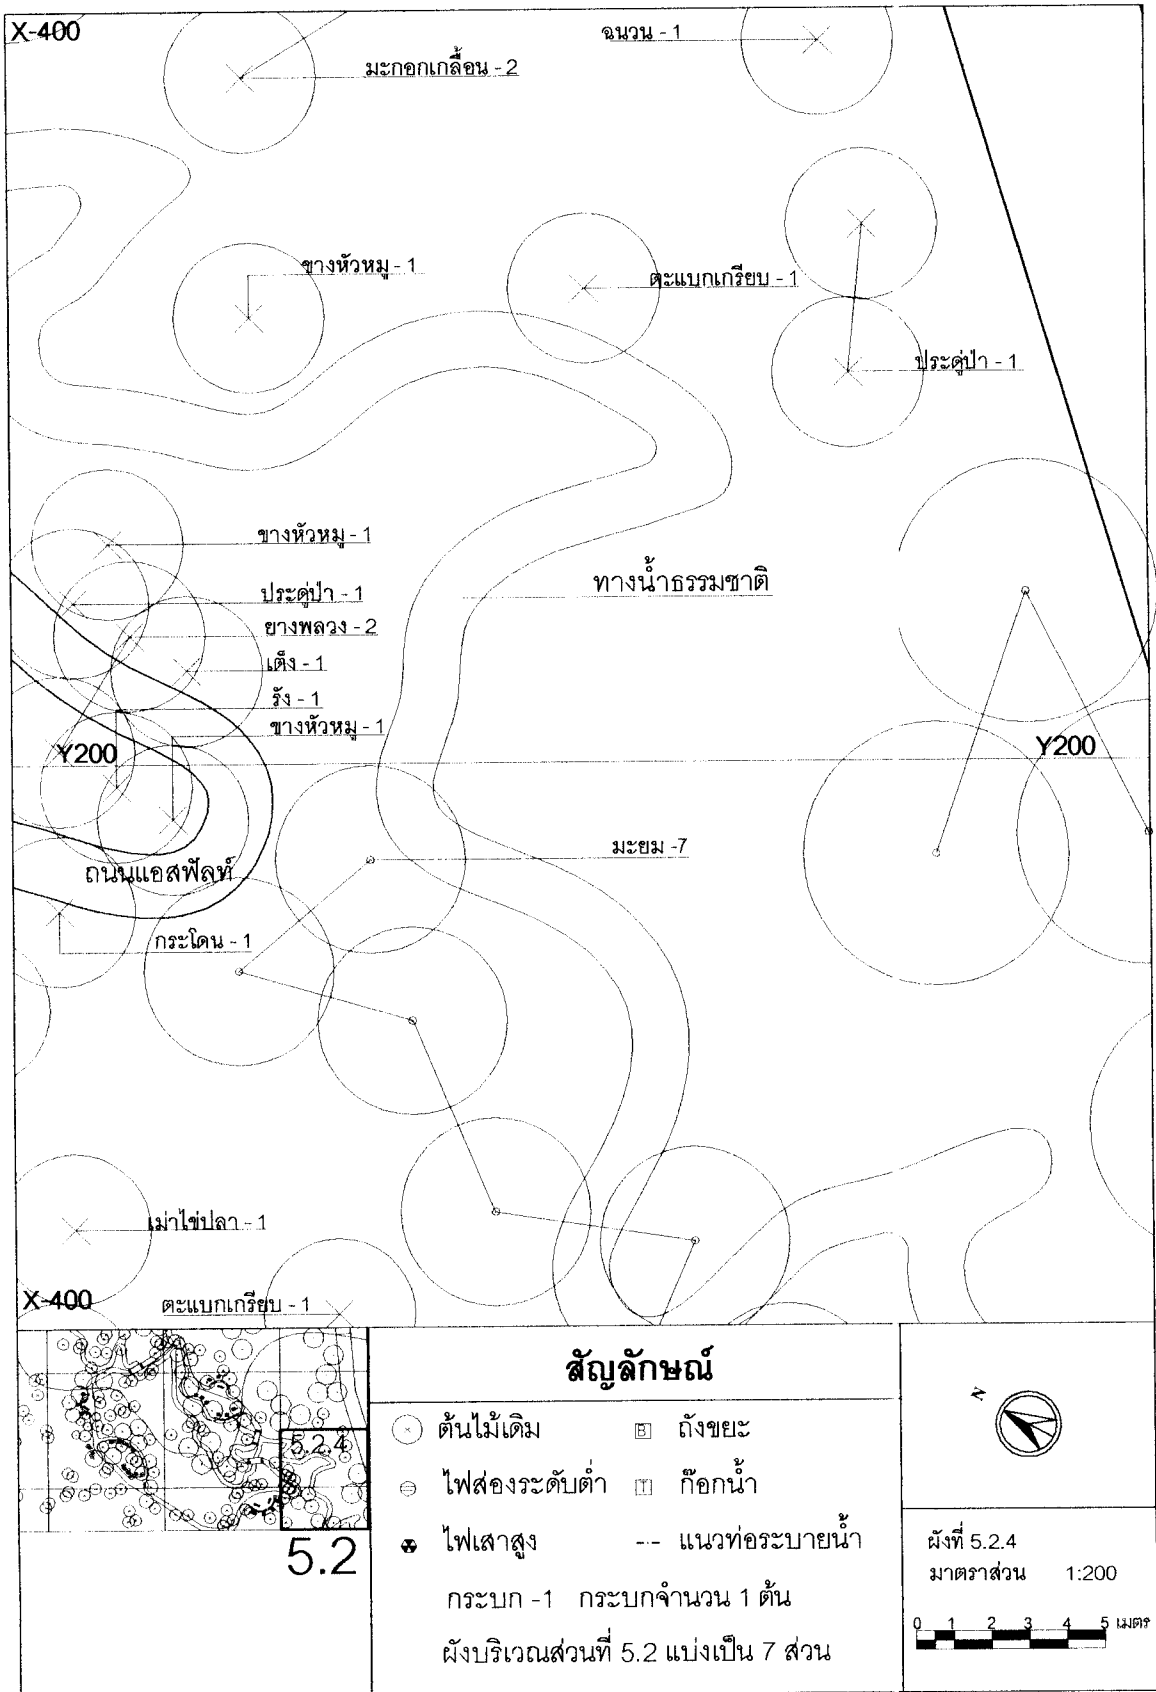 X-400
ฉนวน - 1
มะกอกเกลื้อน - 2
ขางหัวหมู - 1
ตะแบกเกรียบ - 1
ประดู่ป่า - 1
ขางหัวหมู - 1
ประดู่ป่า - 1
ทางน้ำธรรมชาติ
ยางพลวง - 2
เต็ง - 1
รัง - 1
ขางหัวหมู - 1
Y200
Y200
มะยม -7
ถนนแอสฟัลท์
กระโดน - 1
เม่าไข่ปลา - 1
X-400
ตะแบกเกรียบ - 1
5.2.4
5.2
สัญลักษณ์
ต้นไม้เดิม
B ถังขยะ
ไฟส่องระดับต่ำ
T ก๊อกน้ำ
ไฟเสาสูง
แนวท่อระบายน้ำ
กระบก -1 กระบกจำนวน 1 ต้น
ผังบริเวณส่วนที่ 5.2 แบ่งเป็น 7 ส่วน
N
ผังที่ 5.2.4
มาตราส่วน 1:200
0 1 2 3 4 5 เมตร